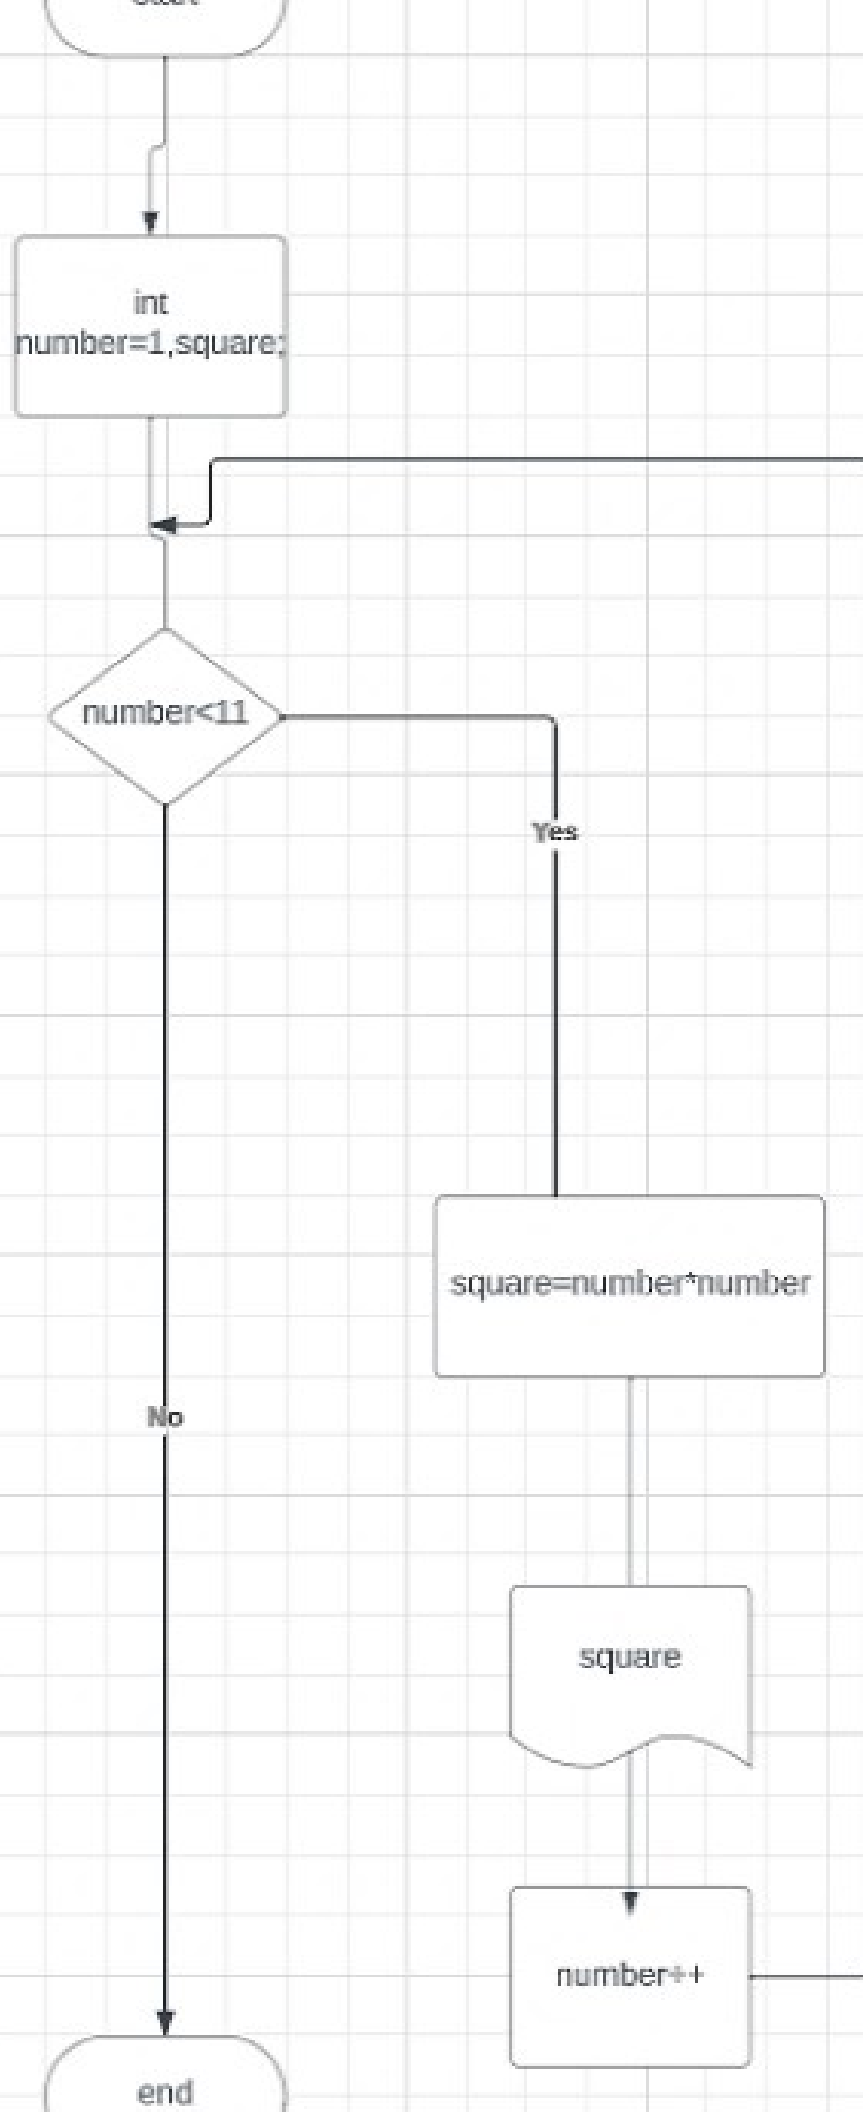 int
number=1,square;
number<11
Yes
square=number*number
No
square
number++
end